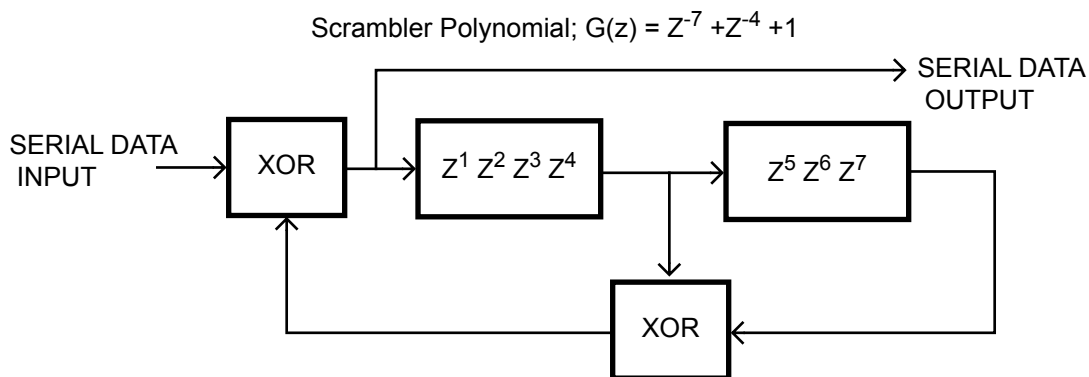 Scrambler Polynomial; G(z) = Z⁻⁷ +Z⁻⁴ +1
SERIAL DATA
OUTPUT
SERIAL DATA
INPUT
XOR
Z¹ Z² Z³ Z⁴
Z⁵ Z⁶ Z⁷
XOR